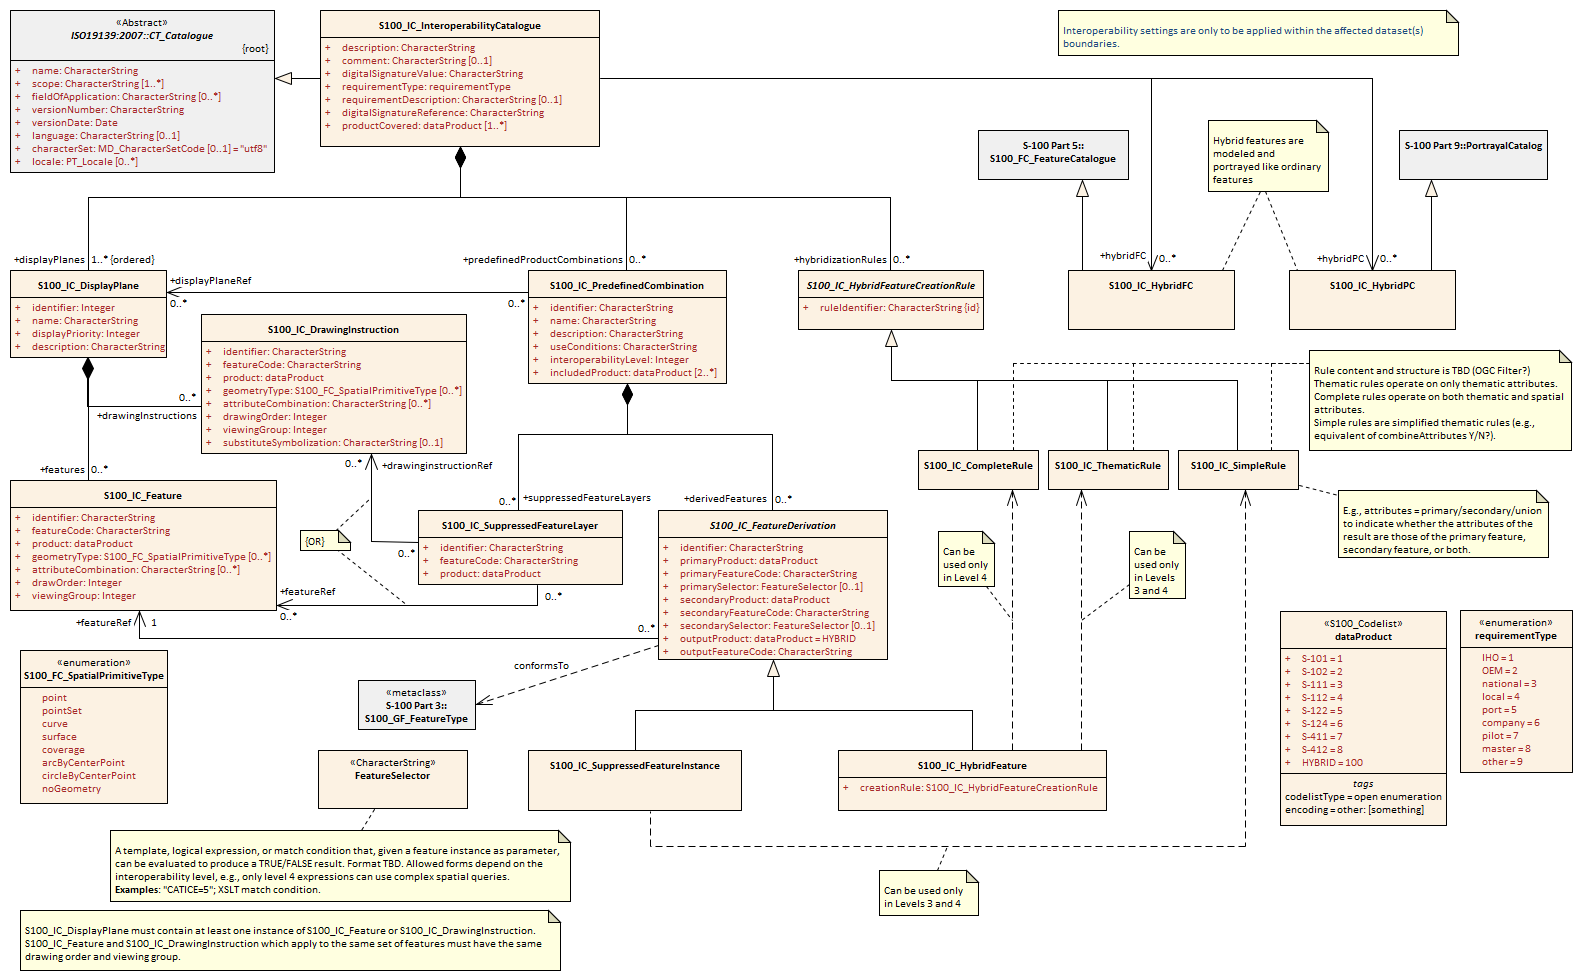 «Abstract»
ISO19139:2007::CT_Catalogue
{root}
+ name: CharacterString
+ scope: CharacterString [1..*]
+ fieldOfApplication: CharacterString [0..*]
+ versionNumber: CharacterString
+ versionDate: Date
+ language: CharacterString [0..1]
+ characterSet: MD_CharacterSetCode [0..1] = "utf8"
+ locale: PT_Locale [0..*]
S100_IC_InteroperabilityCatalogue
+ description: CharacterString
+ comment: CharacterString [0..1]
+ digitalSignatureValue: CharacterString
+ requirementType: requirementType
+ requirementDescription: CharacterString [0..1]
+ digitalSignatureReference: CharacterString
+ productCovered: dataProduct [1..*]
Interoperability settings are only to be applied within the affected dataset(s)
boundaries.
S-100 Part 5::
S100_FC_FeatureCatalogue
Hybrid features are
modeled and
portrayed like ordinary
features
S-100 Part 9::PortrayalCatalog
+displayPlanes 1..* {ordered}
+predefinedProductCombinations 0..*
+hybridizationRules 0..*
+hybridFC 0..*
+hybridPC 0..*
S100_IC_DisplayPlane
+ identifier: Integer
+ name: CharacterString
+ displayPriority: Integer
+ description: CharacterString
+displayPlaneRef
0..*
0..*
S100_IC_PredefinedCombination
+ identifier: CharacterString
+ name: CharacterString
+ description: CharacterString
+ useConditions: CharacterString
+ interoperabilityLevel: Integer
+ includedProduct: dataProduct [2..*]
S100_IC_HybridFeatureCreationRule
+ ruleIdentifier: CharacterString {id}
S100_IC_HybridFC
S100_IC_HybridPC
S100_IC_DrawingInstruction
+ identifier: CharacterString
+ featureCode: CharacterString
+ product: dataProduct
+ geometryType: S100_FC_SpatialPrimitiveType [0..*]
+ attributeCombination: CharacterString [0..*]
+ drawingOrder: Integer
+ viewingGroup: Integer
+ substituteSymbolization: CharacterString [0..1]
0..*
+drawingInstructions
Rule content and structure is TBD (OGC Filter?)
Thematic rules operate on only thematic attributes.
Complete rules operate on both thematic and spatial
attributes.
Simple rules are simplified thematic rules (e.g.,
equivalent of combineAttributes Y/N?).
+features 0..*
0..* +drawinginstructionRef
0..* +suppressedFeatureLayers
+derivedFeatures 0..*
S100_IC_CompleteRule
S100_IC_ThematicRule
S100_IC_SimpleRule
S100_IC_Feature
+ identifier: CharacterString
+ featureCode: CharacterString
+ product: dataProduct
+ geometryType: S100_FC_SpatialPrimitiveType [0..*]
+ attributeCombination: CharacterString [0..*]
+ drawOrder: Integer
+ viewingGroup: Integer
{OR}
0..*
S100_IC_SuppressedFeatureLayer
+ identifier: CharacterString
+ featureCode: CharacterString
+ product: dataProduct
S100_IC_FeatureDerivation
+ identifier: CharacterString
+ primaryProduct: dataProduct
+ primaryFeatureCode: CharacterString
+ primarySelector: FeatureSelector [0..1]
+ secondaryProduct: dataProduct
+ secondaryFeatureCode: CharacterString
+ secondarySelector: FeatureSelector [0..1]
+ outputProduct: dataProduct = HYBRID
+ outputFeatureCode: CharacterString
E.g., attributes = primary/secondary/union
to indicate whether the attributes of the
result are those of the primary feature,
secondary feature, or both.
Can be
used only
in Level 4
Can be
used only
in Levels
3 and 4
+featureRef
0..*
0..*
+featureRef 1
0..*
conformsTo
«enumeration»
S100_FC_SpatialPrimitiveType
point
pointSet
curve
surface
coverage
arcByCenterPoint
circleByCenterPoint
noGeometry
«metaclass»
S-100 Part 3::
S100_GF_FeatureType
«S100_Codelist»
dataProduct
+ S-101 = 1
+ S-102 = 2
+ S-111 = 3
+ S-112 = 4
+ S-122 = 5
+ S-124 = 6
+ S-411 = 7
+ S-412 = 8
+ HYBRID = 100
tags
codelistType = open enumeration
encoding = other: [something]
«enumeration»
requirementType
IHO = 1
OEM = 2
national = 3
local = 4
port = 5
company = 6
pilot = 7
master = 8
other = 9
«CharacterString»
FeatureSelector
S100_IC_SuppressedFeatureInstance
S100_IC_HybridFeature
+ creationRule: S100_IC_HybridFeatureCreationRule
A template, logical expression, or match condition that, given a feature instance as parameter,
can be evaluated to produce a TRUE/FALSE result. Format TBD. Allowed forms depend on the
interoperability level, e.g., only level 4 expressions can use complex spatial queries.
Examples: "CATICE=5"; XSLT match condition.
Can be used only
in Levels 3 and 4
S100_IC_DisplayPlane must contain at least one instance of S100_IC_Feature or S100_IC_DrawingInstruction.
S100_IC_Feature and S100_IC_DrawingInstruction which apply to the same set of features must have the same
drawing order and viewing group.